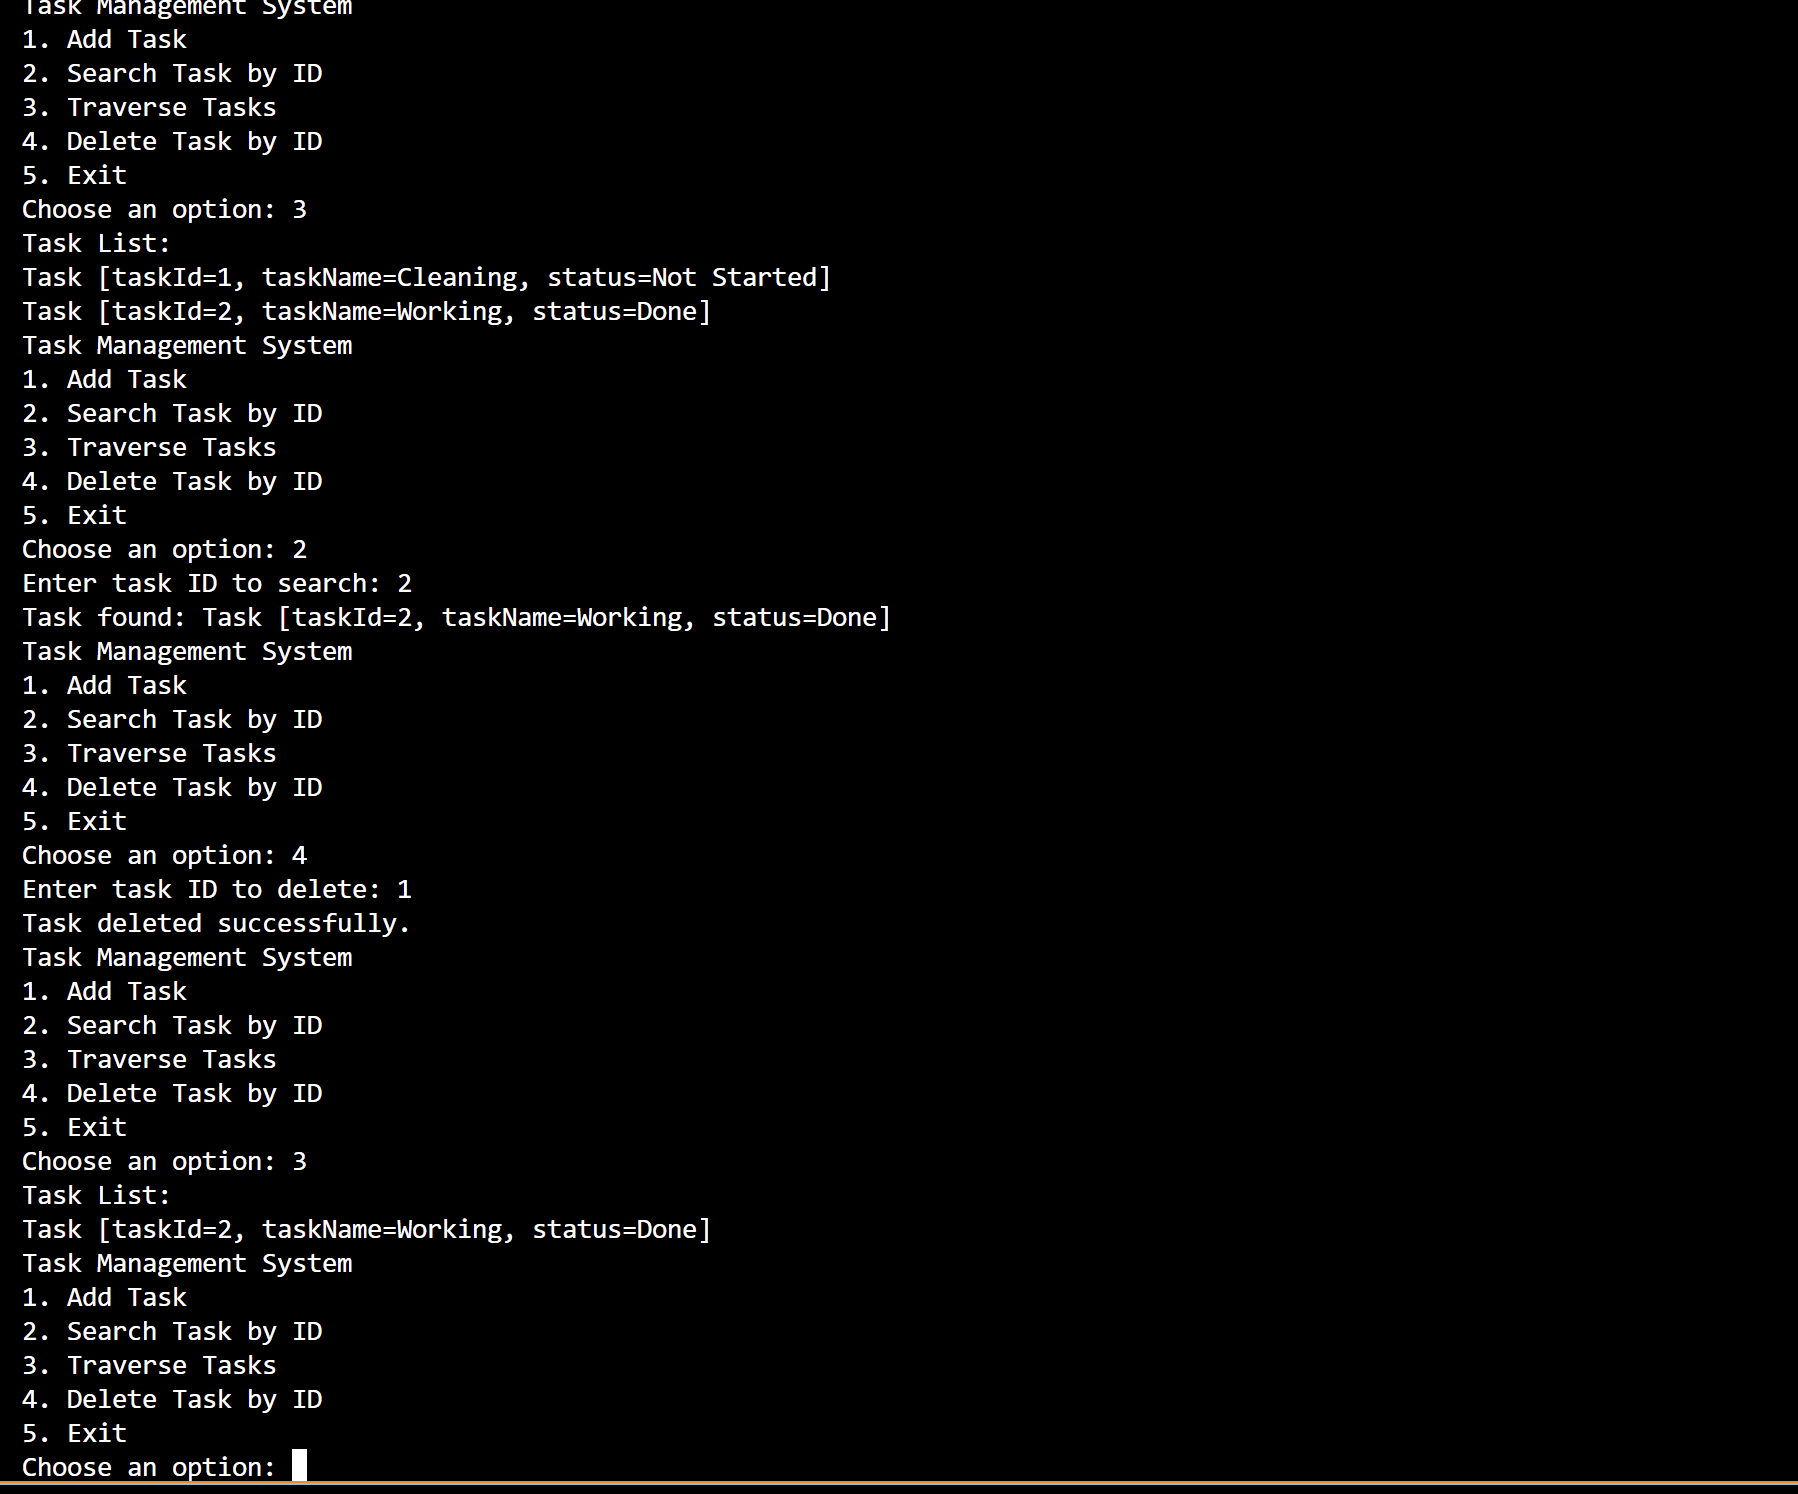 Task Management System
1. Add Task
2. Search Task by ID
3. Traverse Tasks
4. Delete Task by ID
5. Exit
Choose an option: 3
Task List:
Task [taskId=1, taskName=Cleaning, status=Not Started]
Task [taskId=2, taskName=Working, status=Done]
Task Management System
1. Add Task
2. Search Task by ID
3. Traverse Tasks
4. Delete Task by ID
5. Exit
Choose an option: 2
Enter task ID to search: 2
Task found: Task [taskId=2, taskName=Working, status=Done]
Task Management System
1. Add Task
2. Search Task by ID
3. Traverse Tasks
4. Delete Task by ID
5. Exit
Choose an option: 4
Enter task ID to delete: 1
Task deleted successfully.
Task Management System
1. Add Task
2. Search Task by ID
3. Traverse Tasks
4. Delete Task by ID
5. Exit
Choose an option: 3
Task List:
Task [taskId=2, taskName=Working, status=Done]
Task Management System
1. Add Task
2. Search Task by ID
3. Traverse Tasks
4. Delete Task by ID
5. Exit
Choose an option: